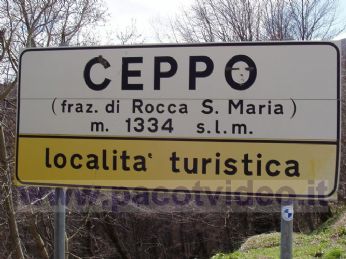 CEPPO
(fraz. di Rocca S. Maria)
m. 1334 s.l.m.
localita' turistica
www.pacotvideo.it